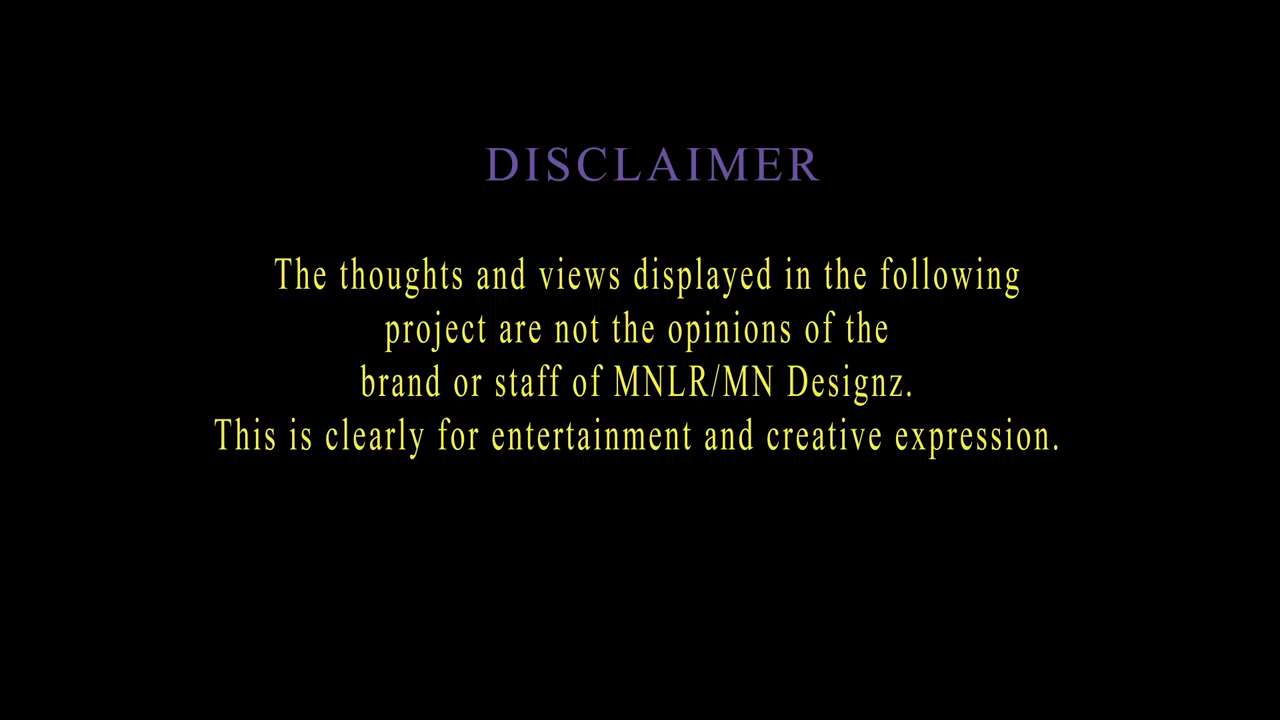 DISCLAIMER
The thoughts and views displayed in the following
project are not the opinions of the
brand or staff of MNLR/MN Designz.
This is clearly for entertainment and creative expression.